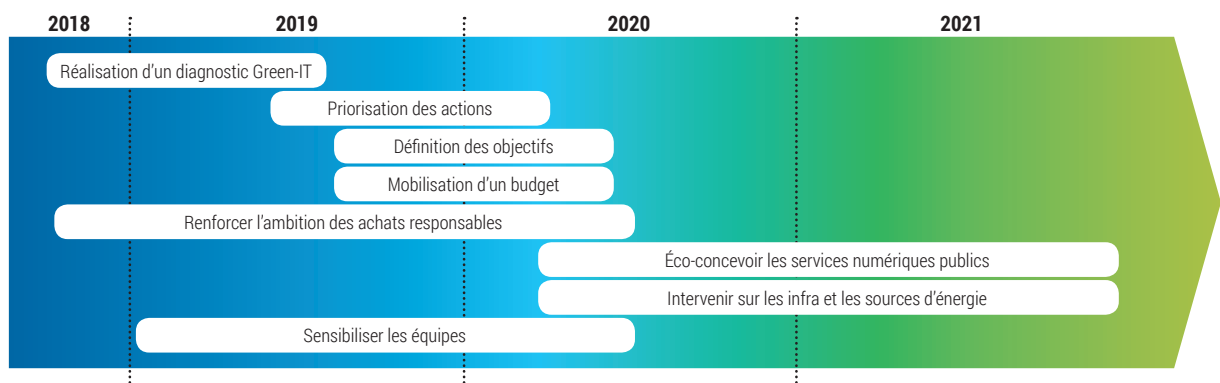 2018 2019 2020 2021
Réalisation d'un diagnostic Green-IT
Priorisation des actions
Définition des objectifs
Mobilisation d'un budget
Renforcer l'ambition des achats responsables
Éco-concevoir les services numériques publics
Intervenir sur les infra et les sources d'énergie
Sensibiliser les équipes